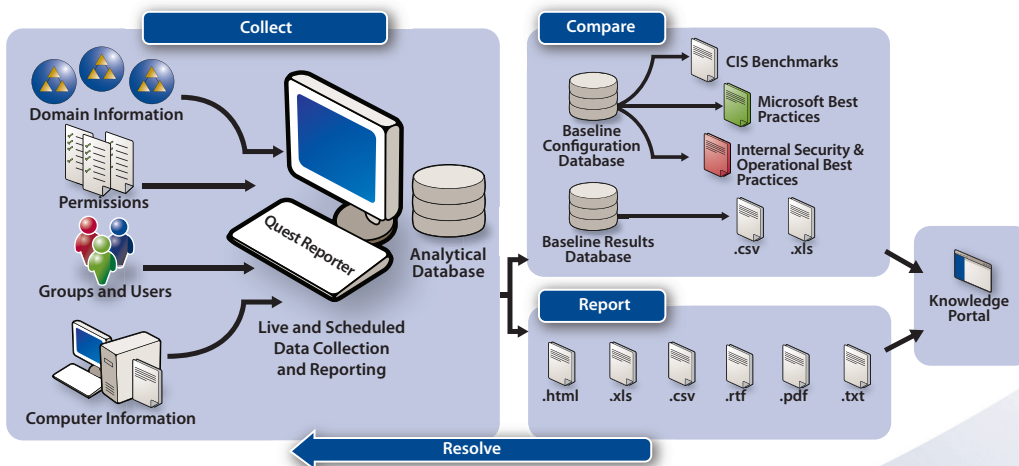 Collect
Domain Information
Permissions
Groups and Users
Computer Information
Quest Reporter
Live and Scheduled
Data Collection
and Reporting
Analytical
Database
Compare
Baseline
Configuration
Database
CIS Benchmarks
Microsoft Best
Practices
Internal Security &
Operational Best
Practices
Baseline Results
Database
.csv
.xls
Report
.html
.xls
.csv
.rtf
.pdf
.txt
Knowledge
Portal
Resolve